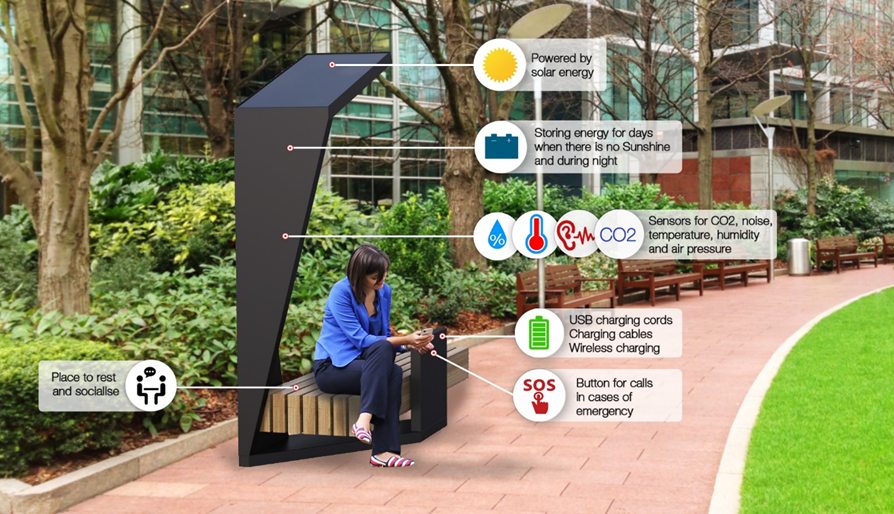 Powered by
solar energy
Storing energy for days
when there is no Sunshine
and during night
%
CO2
Sensors for CO2, noise,
temperature, humidity
and air pressure
USB charging cords
Charging cables
Wireless charging
Place to rest
and socialise
SOS
Button for calls
In cases of
emergency